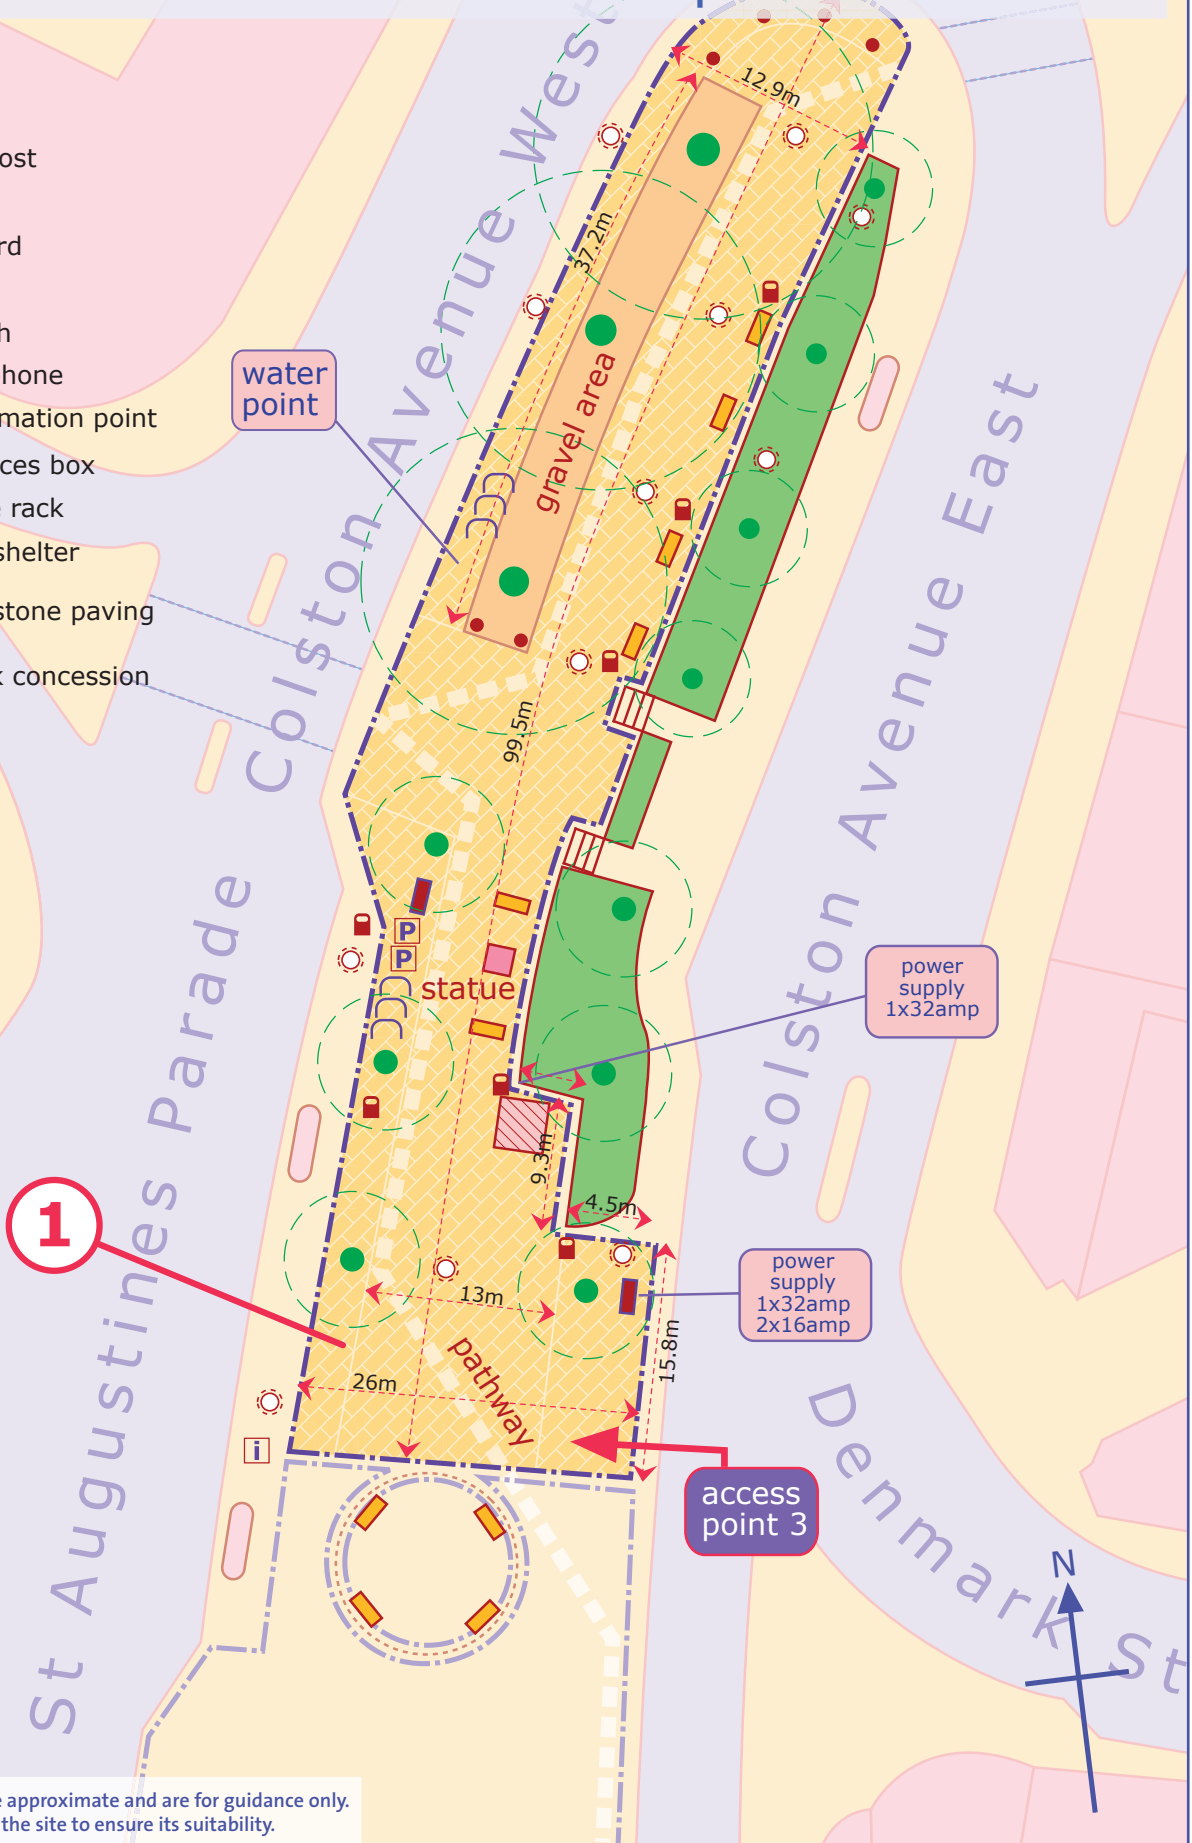 ost
rd
h
hone
mation point
ces box
rack
shelter
stone paving
k concession
Colston Avenue West
12.9m
37.2m
water
point
gravel area
99.5m
Colston Avenue East
P
P
statue
power
supply
1x32amp
9.3m
4.5m
1
power
supply
1x32amp
2x16amp
13m
15.8m
pathway
26m
St Augustines Parade
i
access
point 3
Denmark St
N
approximate and are for guidance only.
the site to ensure its suitability.